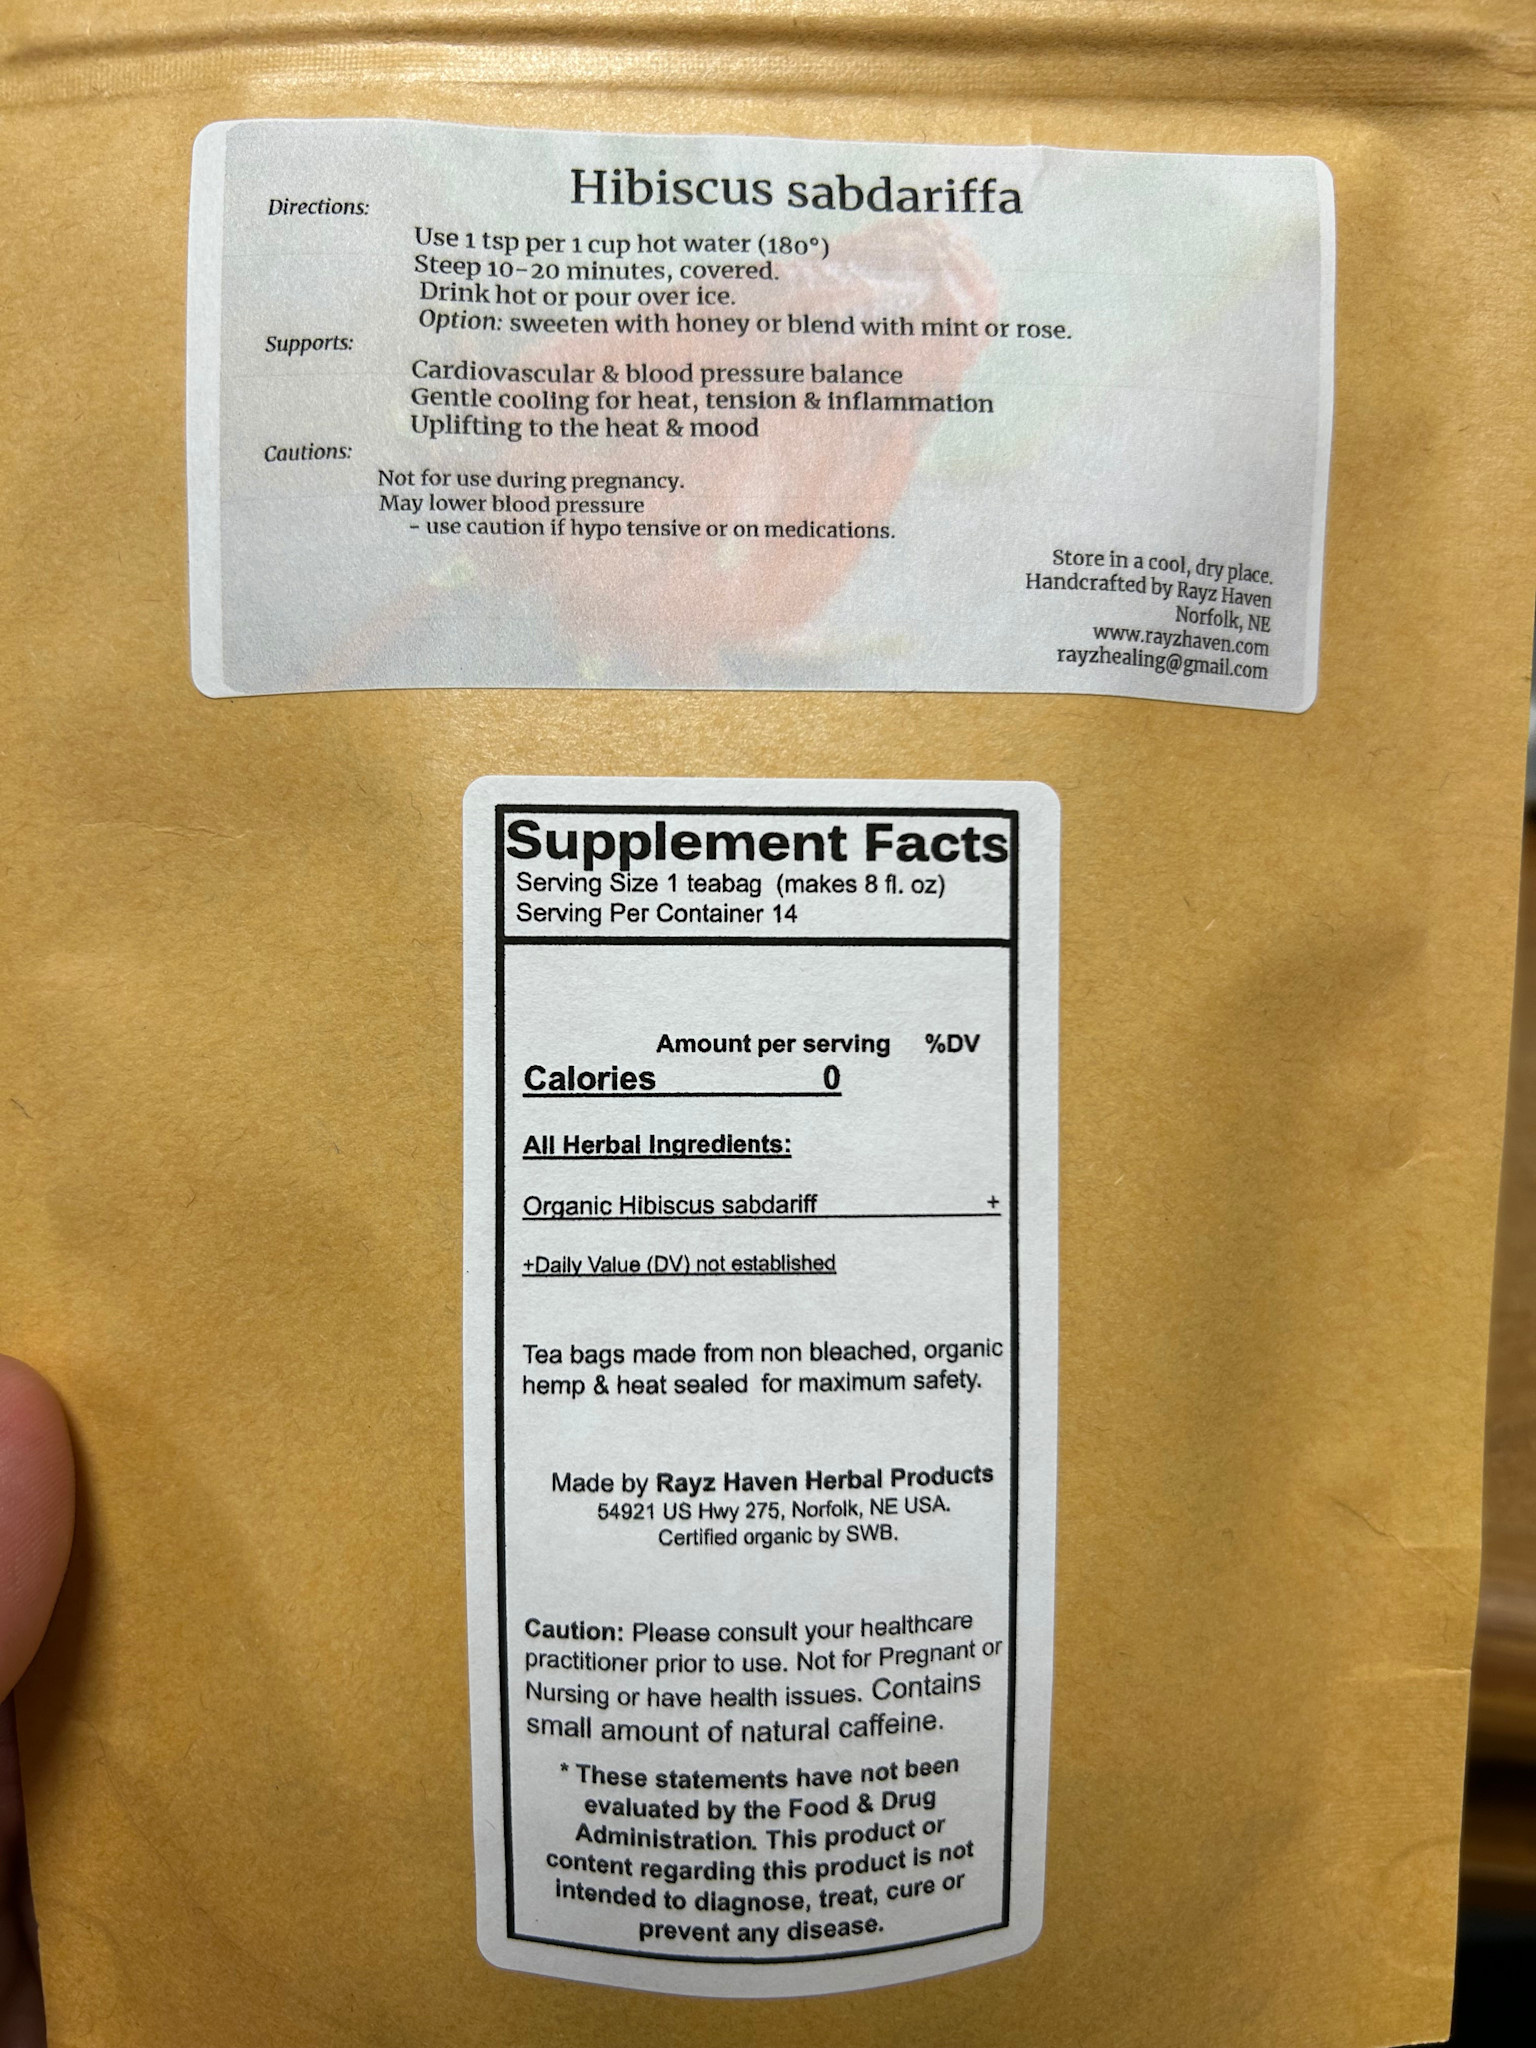 Hibiscus sabdariffa
Directions:
Use 1 tsp per 1 cup hot water (180°)
Steep 10-20 minutes, covered.
Drink hot or pour over ice.
Option: sweeten with honey or blend with mint or rose.
Supports:
Cardiovascular & blood pressure balance
Gentle cooling for heat, tension & inflammation
Uplifting to the heat & mood
Cautions:
Not for use during pregnancy.
May lower blood pressure
- use caution if hypo tensive or on medications.
Store in a cool, dry place.
Handcrafted by Rayz Haven
Norfolk, NE
www.rayzhaven.com
rayzhealing@gmail.com
Supplement Facts
Serving Size 1 teabag (makes 8 fl. oz)
Serving Per Container 14
Amount per serving %DV
Calories 0
All Herbal Ingredients:
Organic Hibiscus sabdariff +
+Daily Value (DV) not established
Tea bags made from non bleached, organic
hemp & heat sealed for maximum safety.
Made by Rayz Haven Herbal Products
54921 US Hwy 275, Norfolk, NE USA.
Certified organic by SWB.
Caution: Please consult your healthcare
practitioner prior to use. Not for Pregnant or
Nursing or have health issues. Contains
small amount of natural caffeine.
* These statements have not been
evaluated by the Food & Drug
Administration. This product or
content regarding this product is not
intended to diagnose, treat, cure or
prevent any disease.